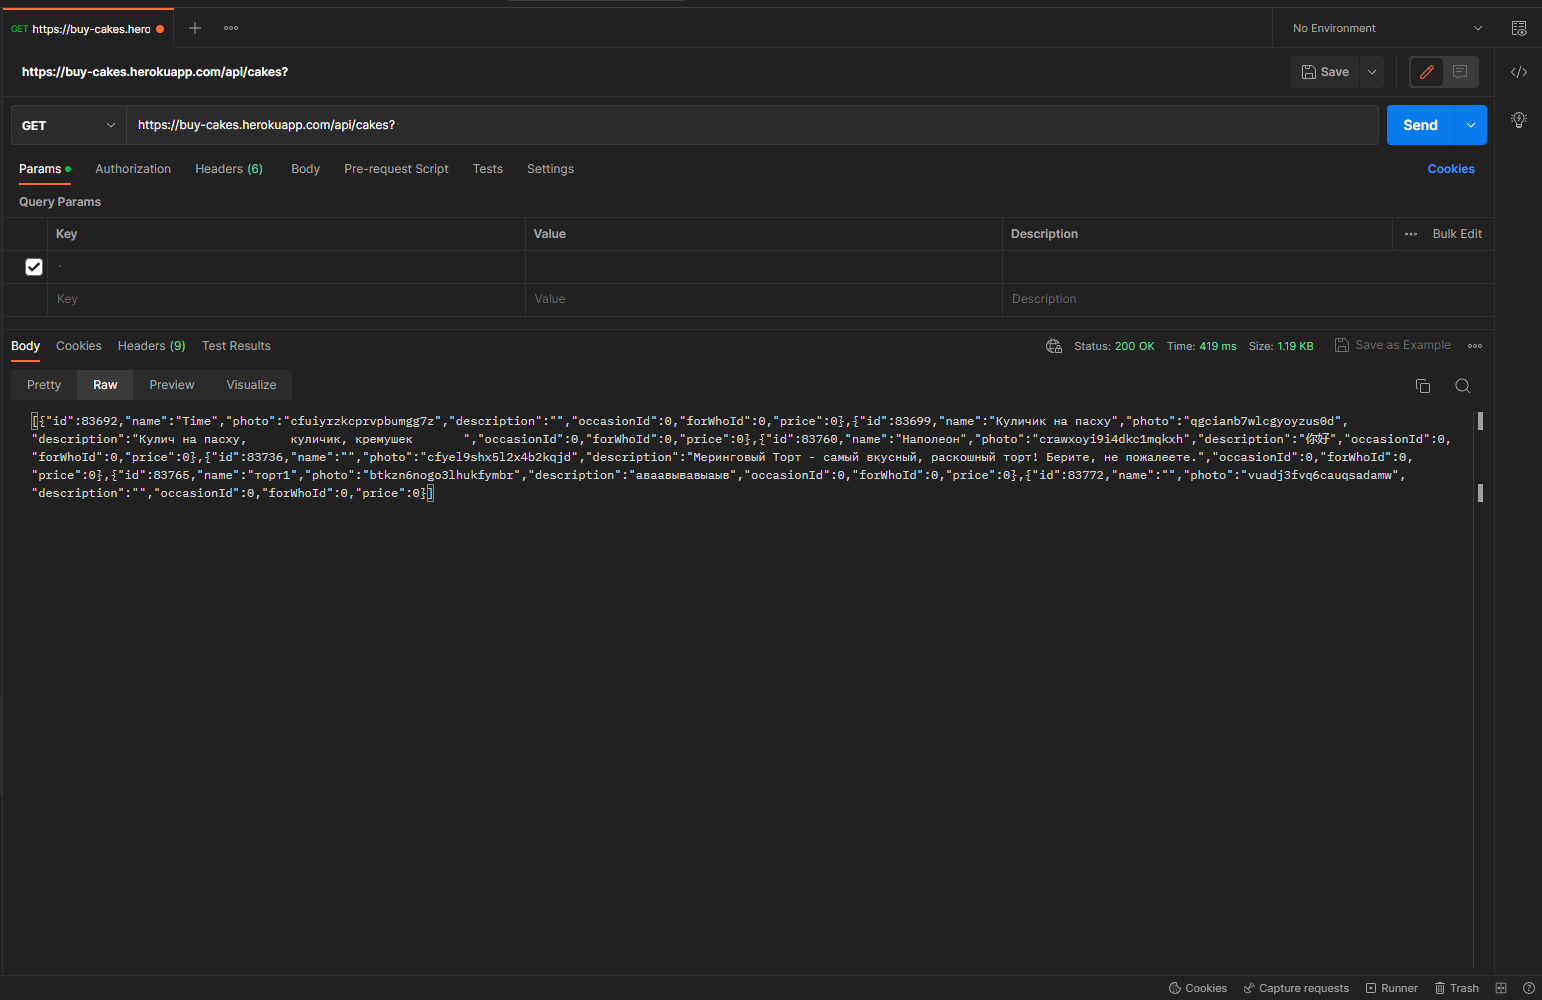 GET https://buy-cakes.hero
No Environment
https://buy-cakes.herokuapp.com/api/cakes?
Save
GET https://buy-cakes.herokuapp.com/api/cakes?
Send
Params Authorization Headers (6) Body Pre-request Script Tests Settings Cookies
Query Params
Key Value Description Bulk Edit
Key Value Description
Body Cookies Headers (9) Test Results Status: 200 OK Time: 419 ms Size: 1.19 KB Save as Example
Pretty Raw Preview Visualize
[{"id":83692,"name":"Time","photo":"cfuiyrzkcprvpbumgg7z","description":"","occasionId":0,"forWhoId":0,"price":0},{"id":83699,"name":"Куличик на пасху","photo":"qgcianb7wlcgyoyzus0d",
"description":"Кулич на пасху,      куличик, кремушек       ","occasionId":0,"forWhoId":0,"price":0},{"id":83760,"name":"Наполеон","photo":"crawxoyi9i4dkc1mqkxh","description":"你好","occasionId":0,
"forWhoId":0,"price":0},{"id":83736,"name":"","photo":"cfyel9shx5l2x4b2kqjd","description":"Меринговый Торт - самый вкусный, раскошный торт! Берите, не пожалеете.","occasionId":0,"forWhoId":0,
"price":0},{"id":83765,"name":"торт1","photo":"btkzn6nogo3lhukfymbr","description":"аваавывавыаыв","occasionId":0,"forWhoId":0,"price":0},{"id":83772,"name":"","photo":"vuadj3fvq6cauqsadamw",
"description":"","occasionId":0,"forWhoId":0,"price":0}]
Cookies Capture requests Runner Trash